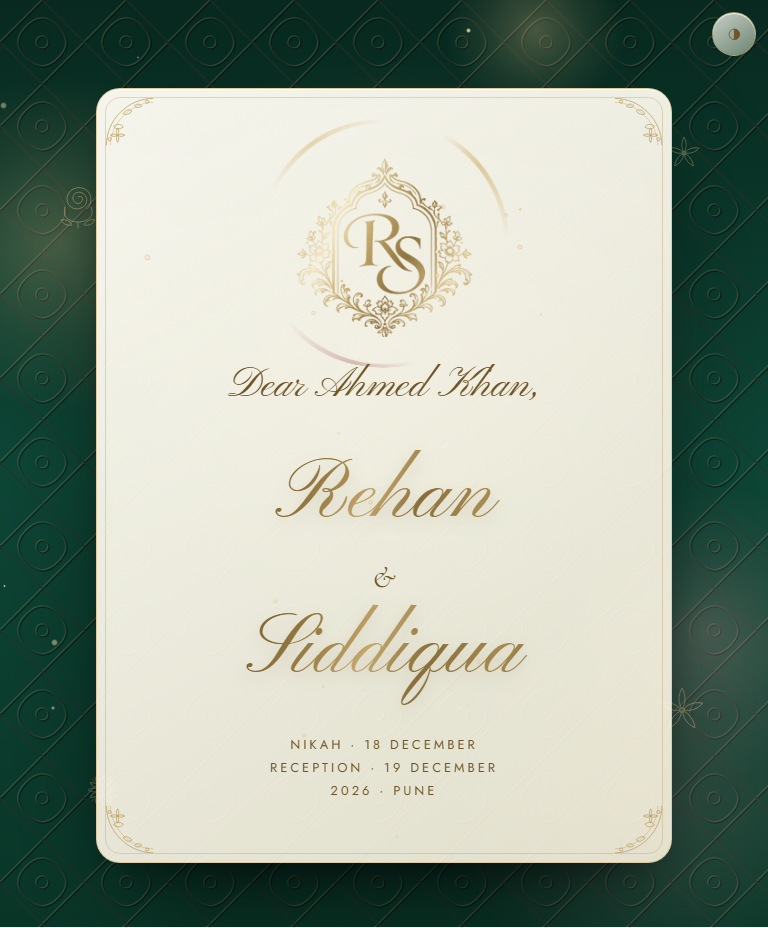 RS
Dear Ahmed Khan,
Rehan
&
Siddiqua
NIKAH · 18 DECEMBER
RECEPTION · 19 DECEMBER
2026 · PUNE